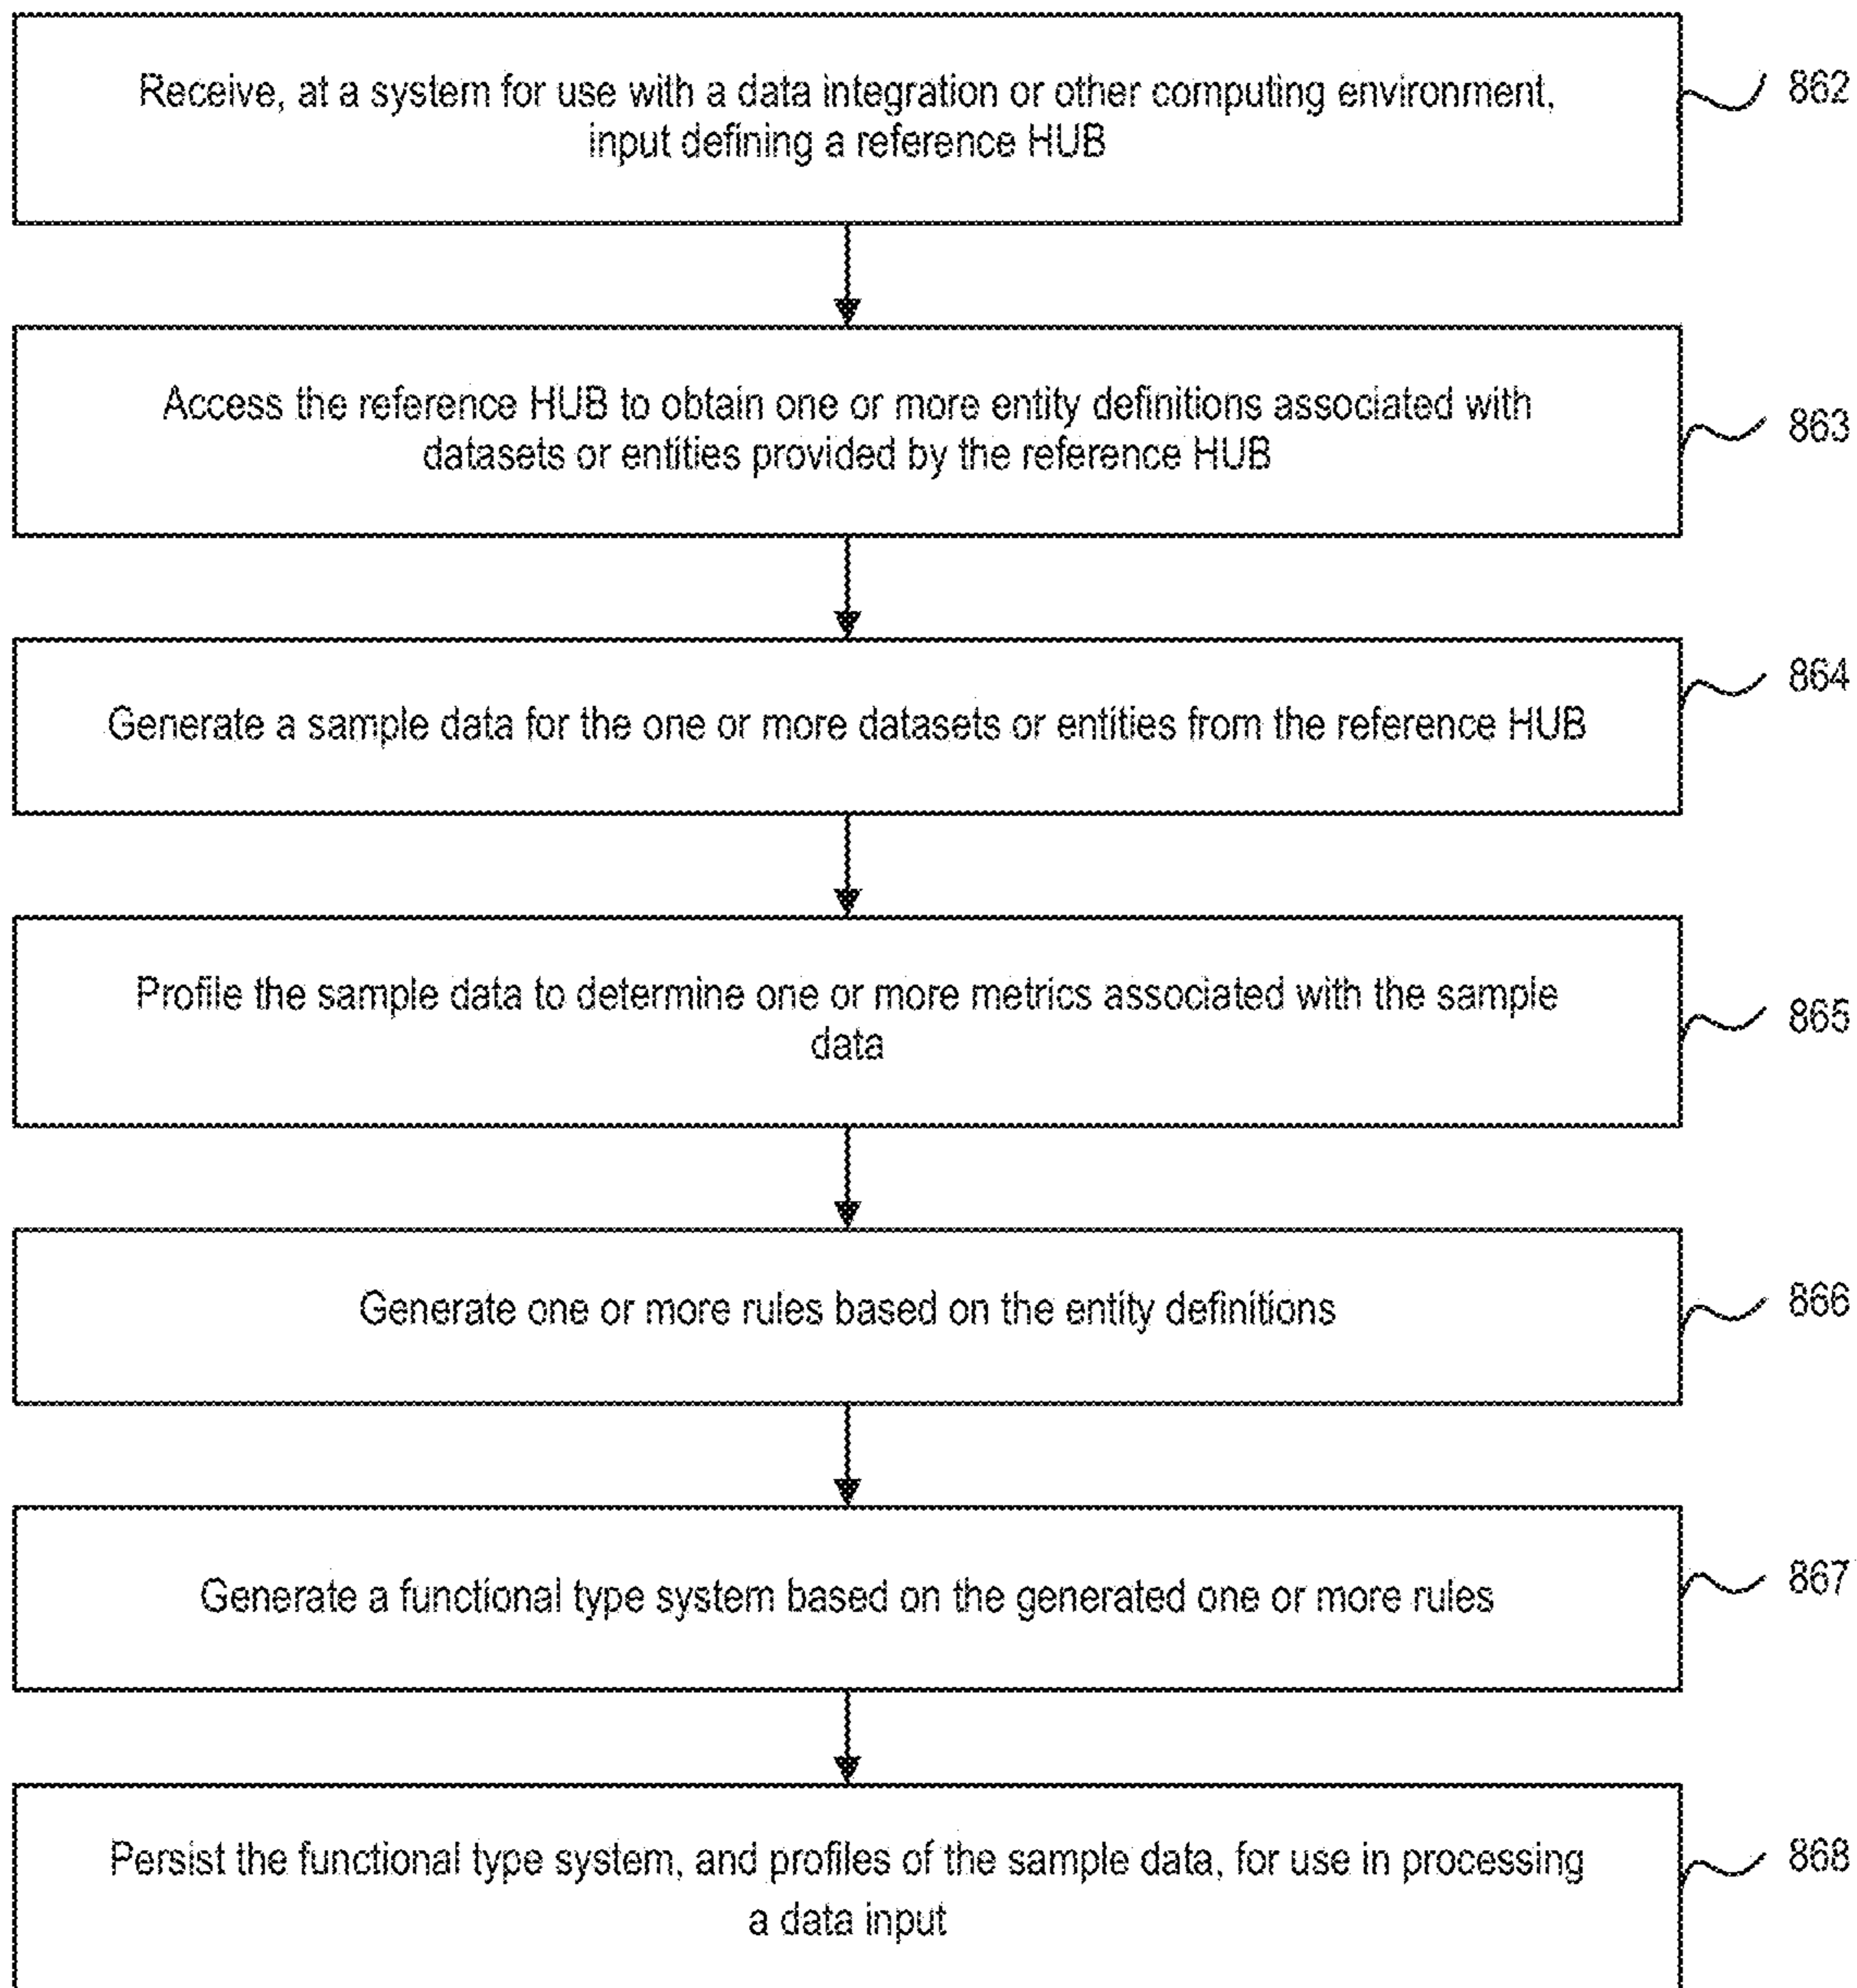 Receive, at a system for use with a data integration or other computing environment,
input defining a reference HUB
862
Access the reference HUB to obtain one or more entity definitions associated with
datasets or entities provided by the reference HUB
863
Generate a sample data for the one or more datasets or entities from the reference HUB
864
Profile the sample data to determine one or more metrics associated with the sample
data
865
Generate one or more rules based on the entity definitions
866
Generate a functional type system based on the generated one or more rules
867
Persist the functional type system, and profiles of the sample data, for use in processing
a data input
868